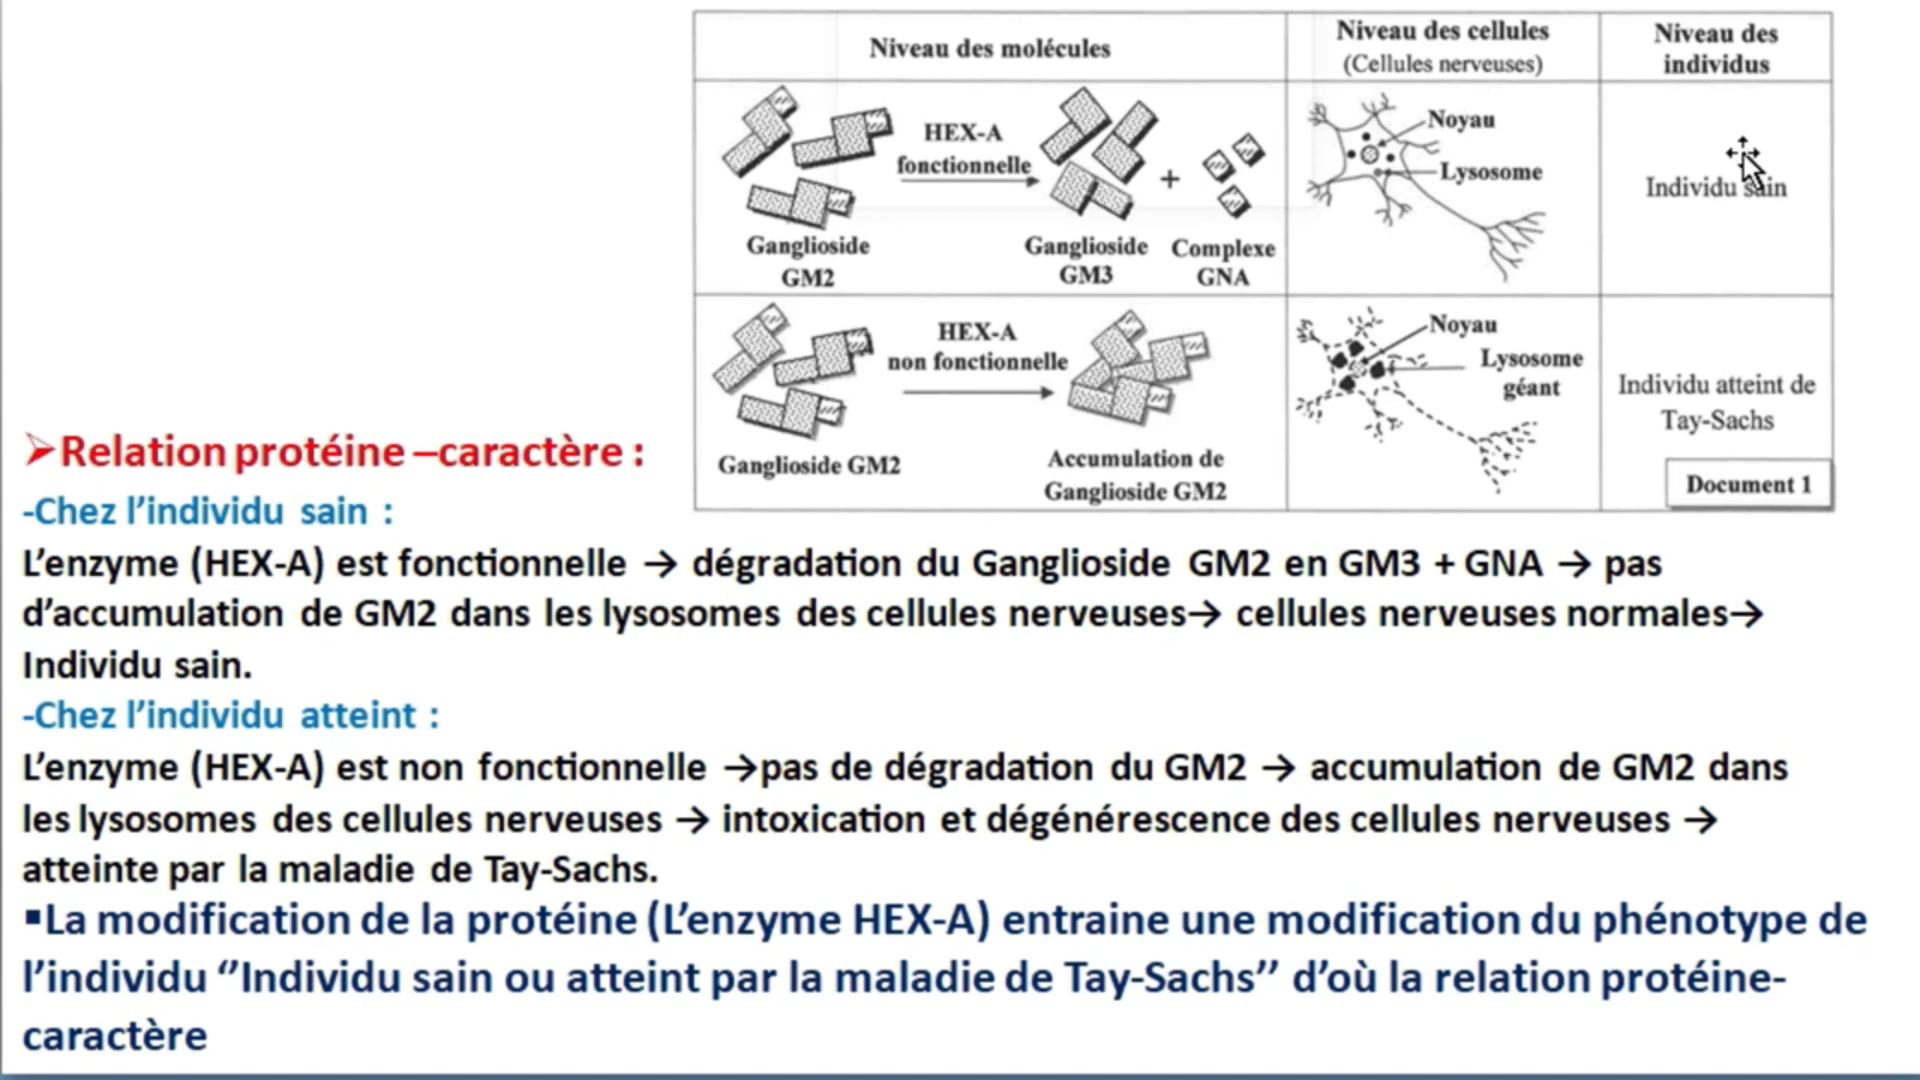 Niveau des molécules
Niveau des cellules
(Cellules nerveuses)
Niveau des
individus
HEX-A
fonctionnelle
+
Ganglioside
GM2
Ganglioside
GM3
Complexe
GNA
Noyau
Lysosome
Individu sain
HEX-A
non fonctionnelle
Ganglioside GM2
Accumulation de
Ganglioside GM2
Noyau
Lysosome
géant
Individu atteint de
Tay-Sachs
Document 1
➢Relation protéine –caractère :
-Chez l’individu sain :
L’enzyme (HEX-A) est fonctionnelle → dégradation du Ganglioside GM2 en GM3 + GNA → pas
d’accumulation de GM2 dans les lysosomes des cellules nerveuses→ cellules nerveuses normales→
Individu sain.
-Chez l’individu atteint :
L’enzyme (HEX-A) est non fonctionnelle →pas de dégradation du GM2 → accumulation de GM2 dans
les lysosomes des cellules nerveuses → intoxication et dégénérescence des cellules nerveuses →
atteinte par la maladie de Tay-Sachs.
▪La modification de la protéine (L’enzyme HEX-A) entraine une modification du phénotype de
l’individu ‘’Individu sain ou atteint par la maladie de Tay-Sachs’’ d’où la relation protéine-
caractère